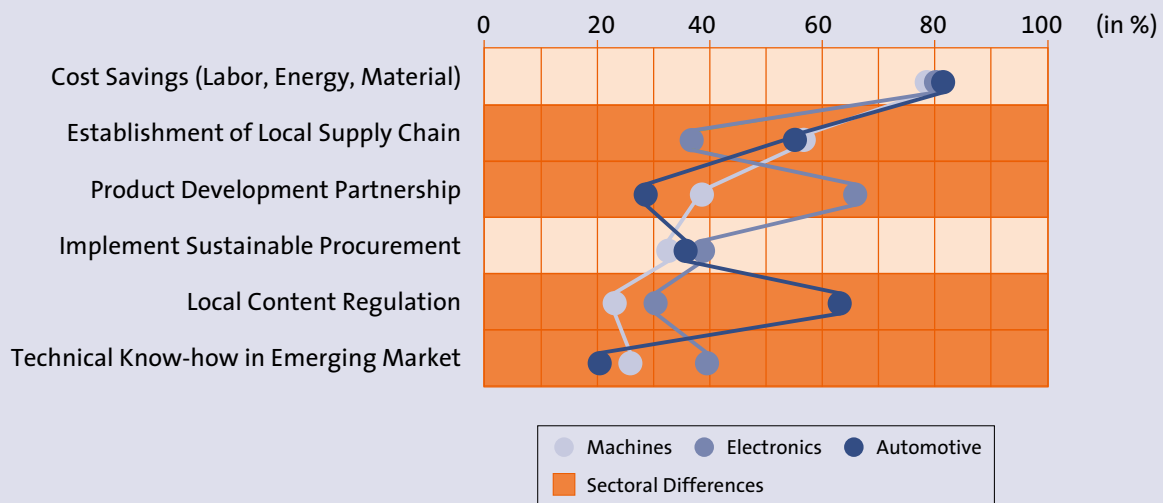 0 20 40 60 80 100 (in %)
Cost Savings (Labor, Energy, Material)
Establishment of Local Supply Chain
Product Development Partnership
Implement Sustainable Procurement
Local Content Regulation
Technical Know-how in Emerging Market
Machines Electronics Automotive
Sectoral Differences